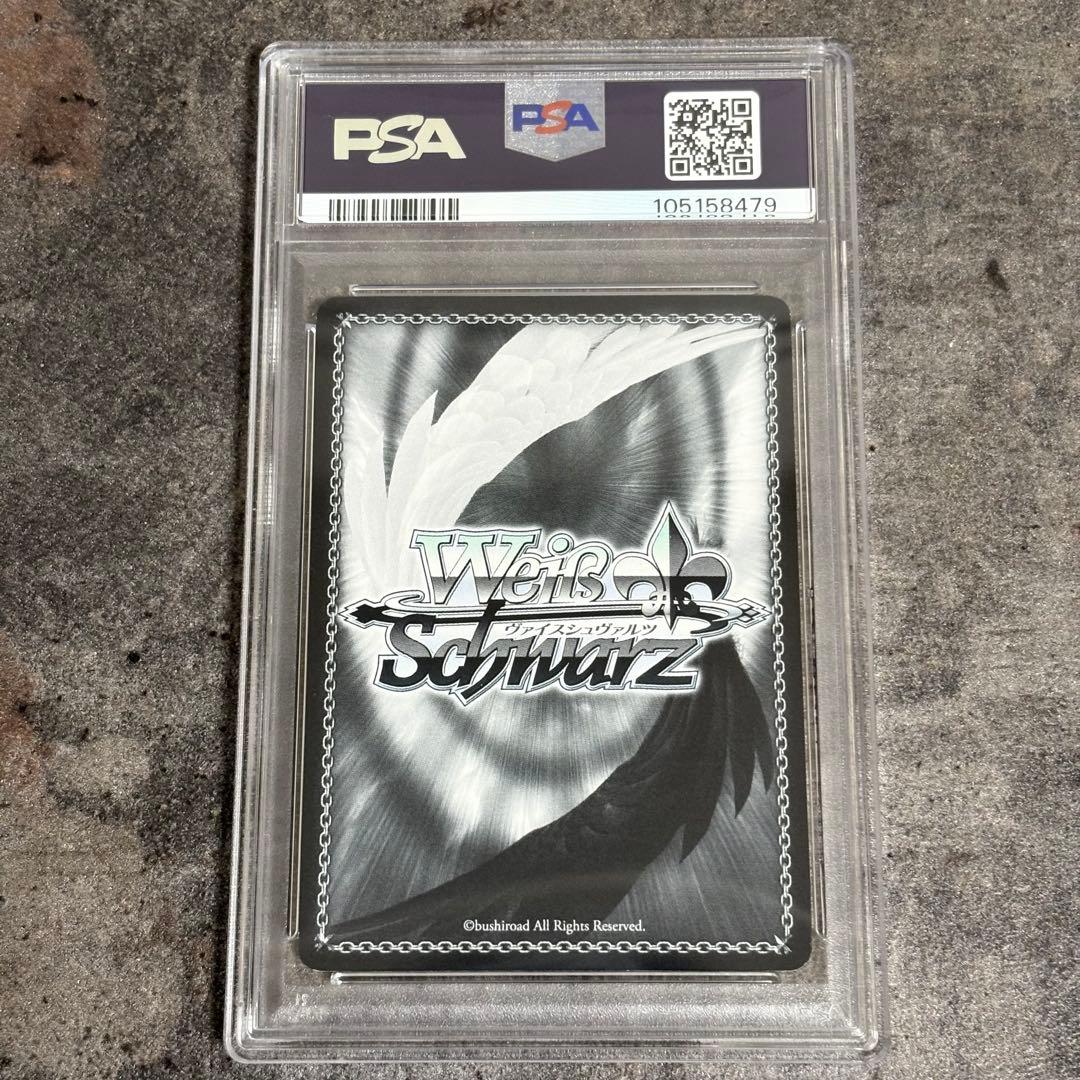 PSA
PSA
105158479
Weiß
ヴァイスシュヴァルツ
Schwarz
©bushiroad All Rights Reserved.